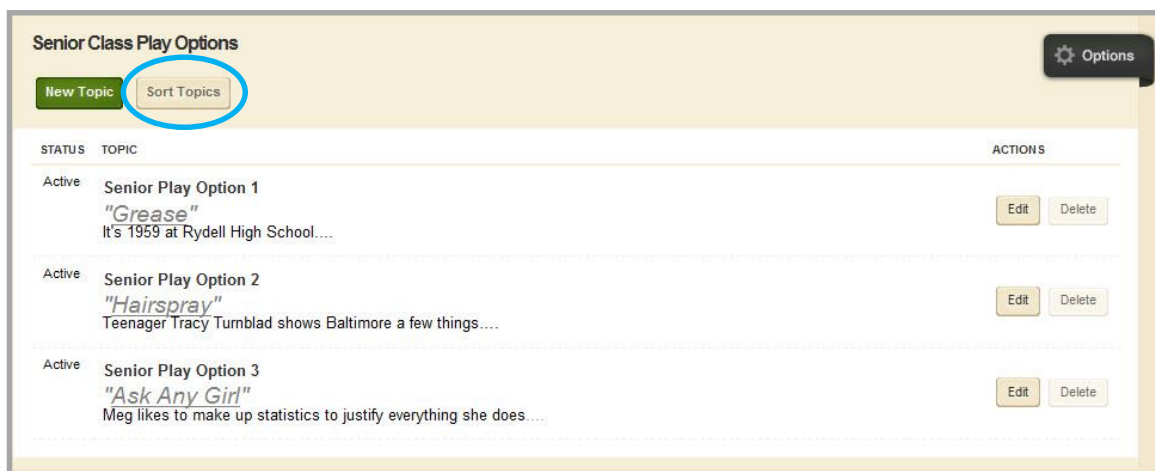 Senior Class Play Options
Options
New Topic Sort Topics
STATUS TOPIC ACTIONS
Active Senior Play Option 1
"Grease"
It's 1959 at Rydell High School....
Edit Delete
Active Senior Play Option 2
"Hairspray"
Teenager Tracy Turnblad shows Baltimore a few things....
Edit Delete
Active Senior Play Option 3
"Ask Any Girl"
Meg likes to make up statistics to justify everything she does....
Edit Delete